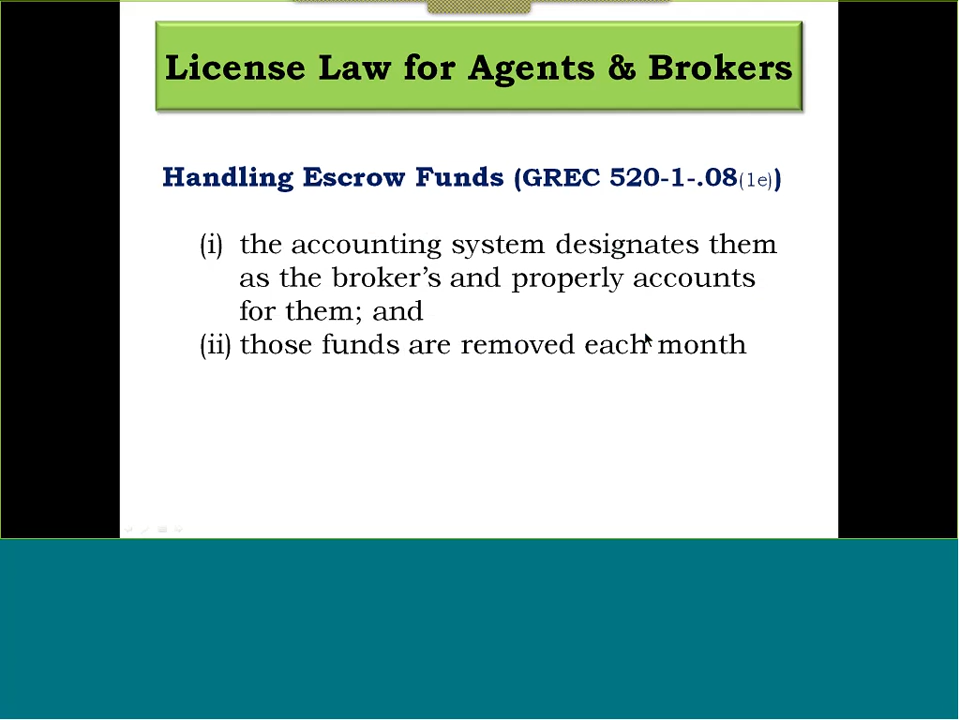 License Law for Agents & Brokers
Handling Escrow Funds (GREC 520-1-.08(1e))
(i) the accounting system designates them
as the broker’s and properly accounts
for them; and
(ii) those funds are removed each month